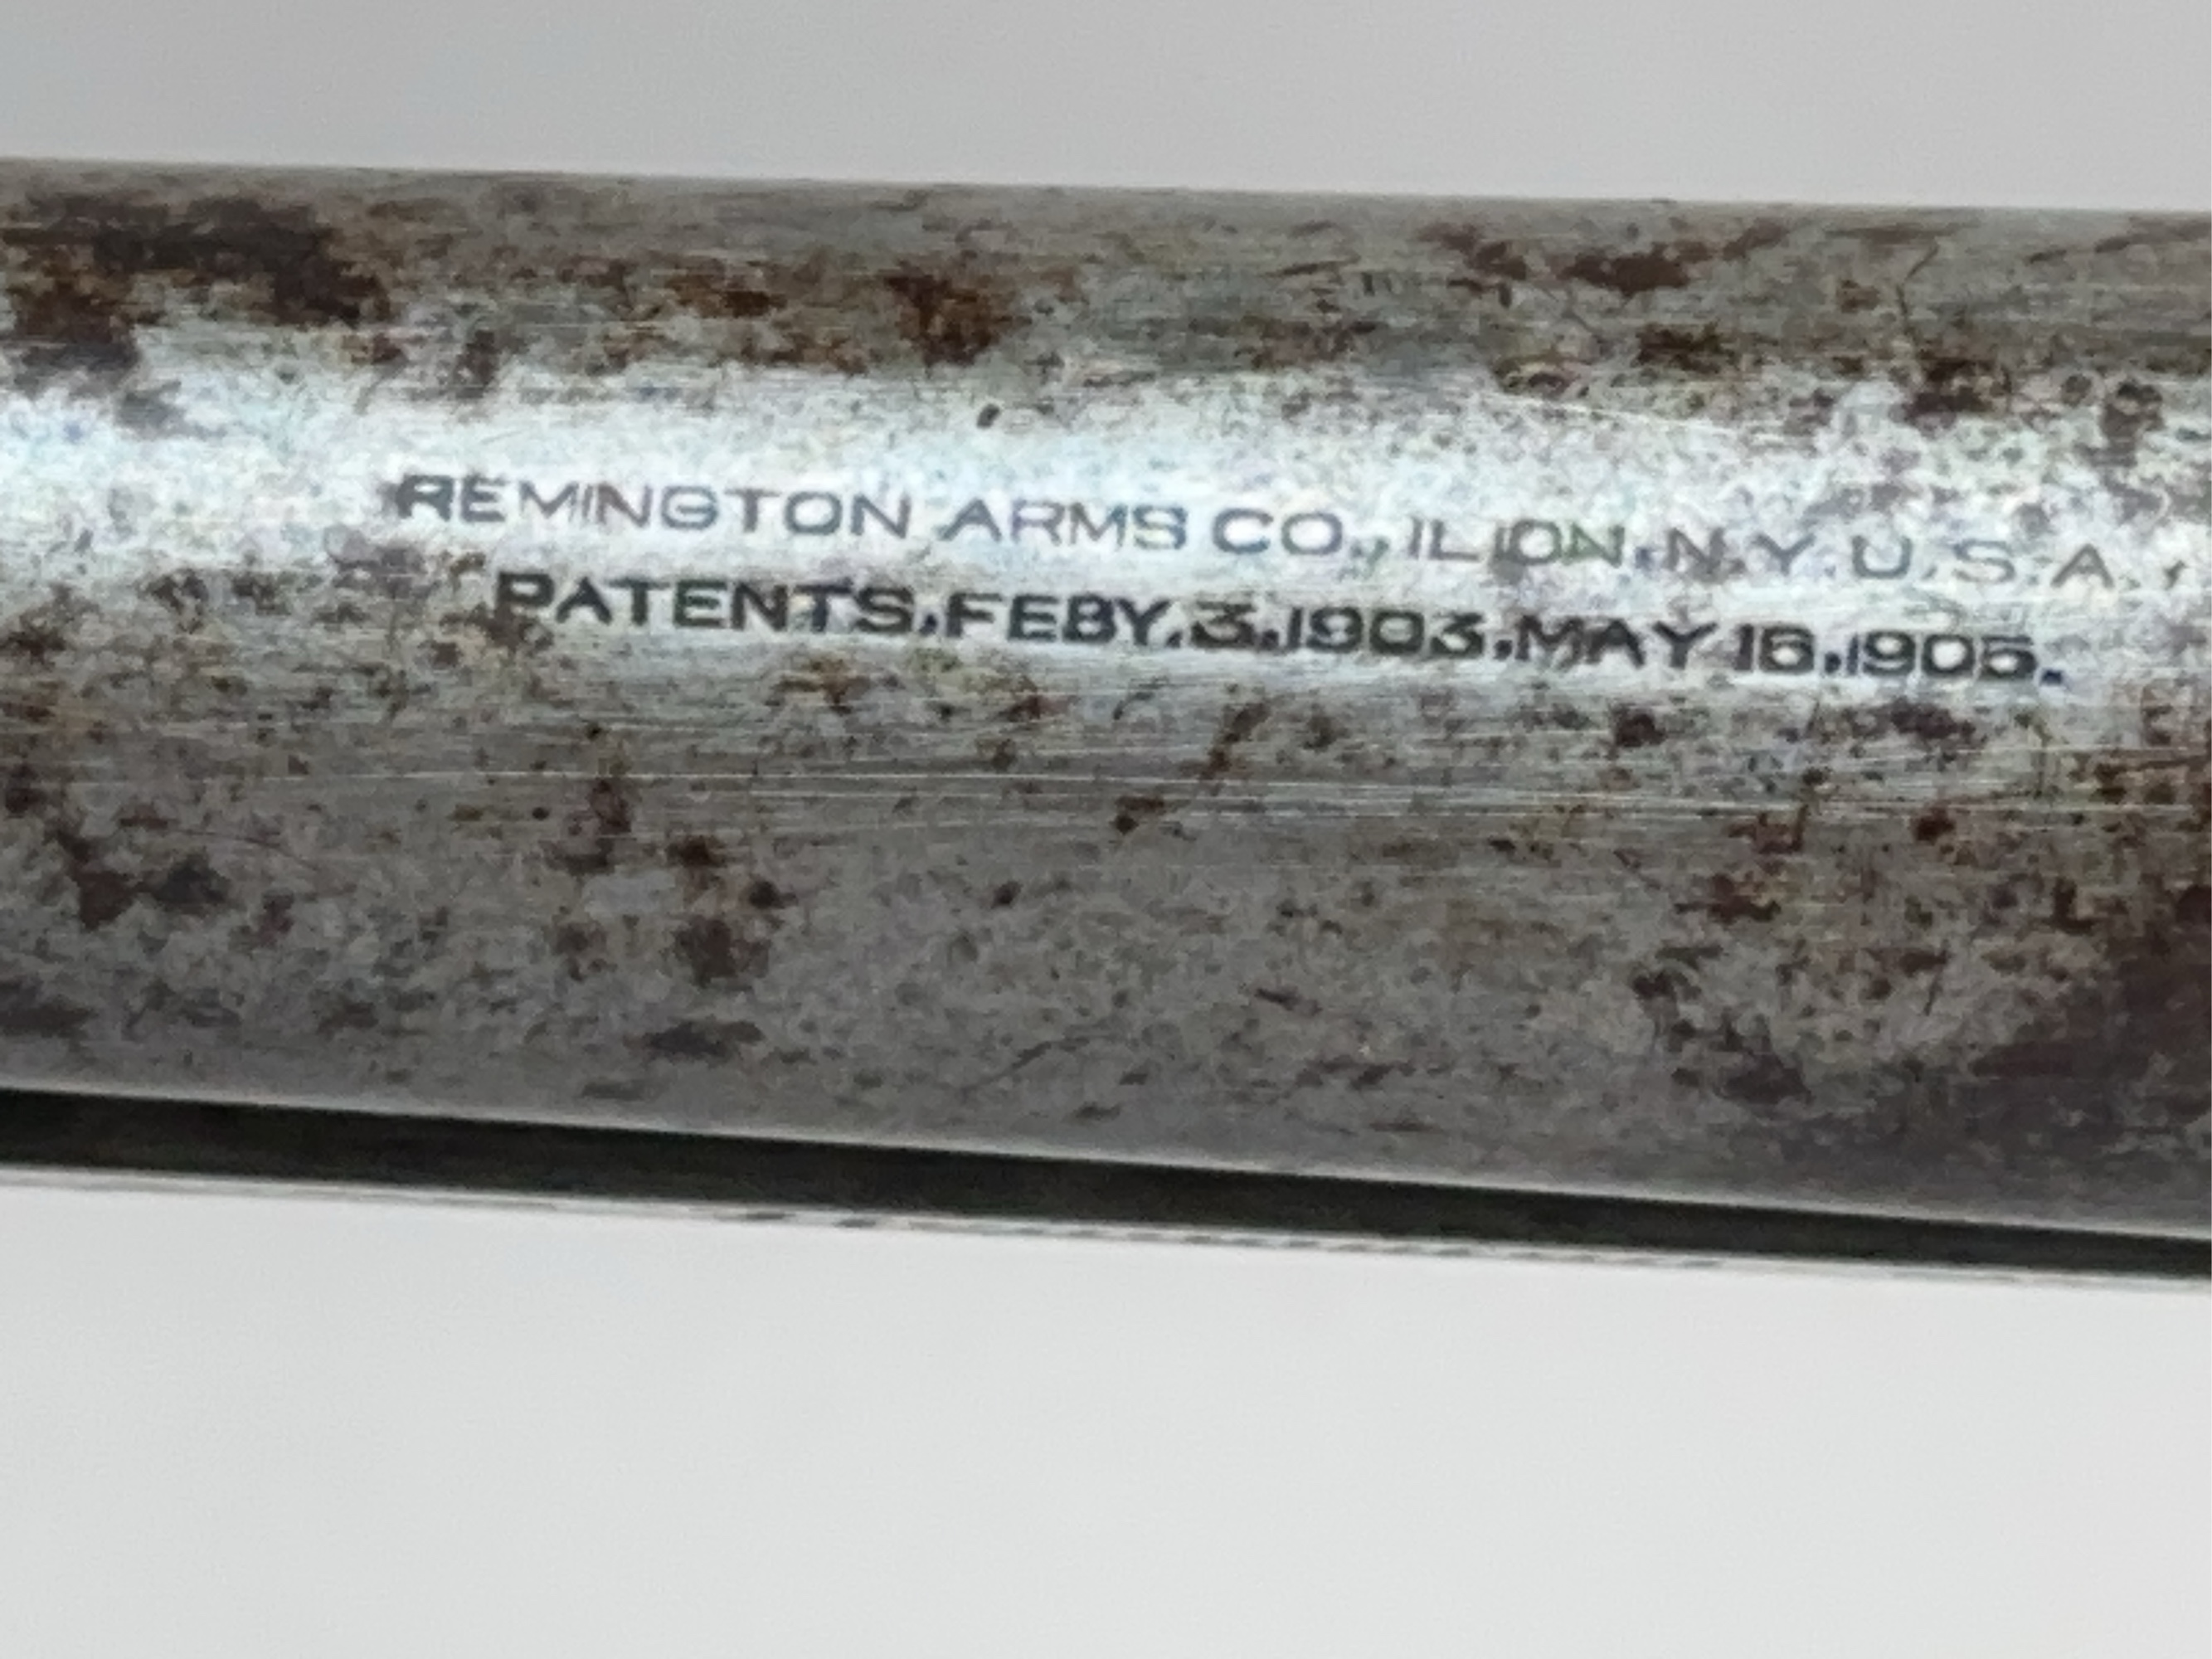 REMINGTON ARMS CO., ILION, N.Y. U.S.A.,
PATENTS, FEBY. 3. 1903, MAY 16, 1905.